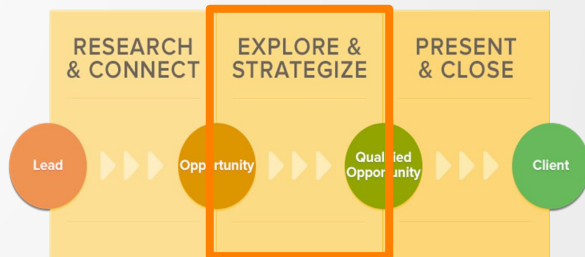 RESEARCH
& CONNECT
EXPLORE &
STRATEGIZE
PRESENT
& CLOSE
Lead
Opportunity
Qualified
Opportunity
Client